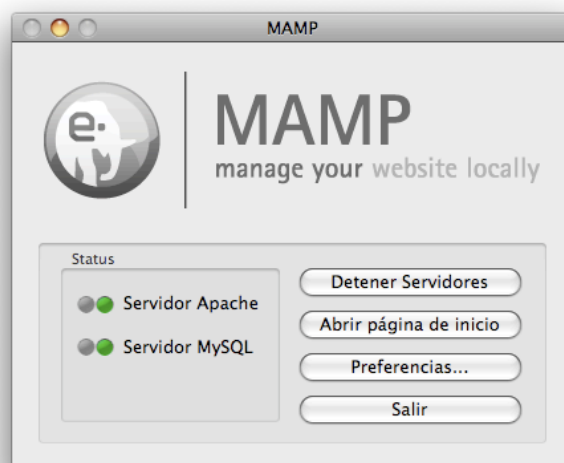 MAMP
e.
MAMP
manage your website locally
Status
Servidor Apache
Servidor MySQL
Detener Servidores
Abrir página de inicio
Preferencias...
Salir